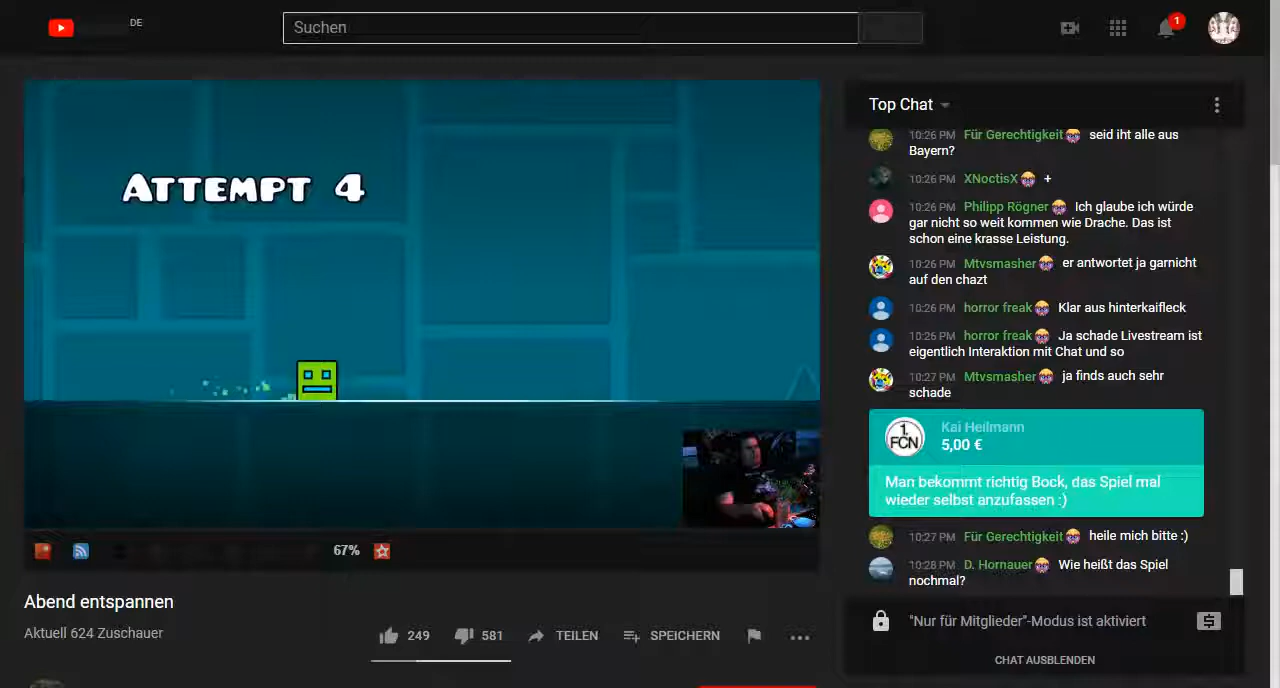 DE
Suchen
1
ATTEMPT 4
67%
Abend entspannen
Aktuell 624 Zuschauer
249
581
TEILEN
SPEICHERN
Top Chat
10:26 PM Für Gerechtigkeit seid iht alle aus
Bayern?
10:26 PM XNoctisX +
10:26 PM Philipp Rögner Ich glaube ich würde
gar nicht so weit kommen wie Drache. Das ist
schon eine krasse Leistung.
10:26 PM Mtvsmasher er antwortet ja garnicht
auf den chazt
10:26 PM horror freak Klar aus hinterkaifleck
10:26 PM horror freak Ja schade Livestream ist
eigentlich Interaktion mit Chat und so
10:27 PM Mtvsmasher ja finds auch sehr
schade
1.
FCN
Kai Heilmann
5,00 €
Man bekommt richtig Bock, das Spiel mal
wieder selbst anzufassen :)
10:27 PM Für Gerechtigkeit heile mich bitte :)
10:28 PM D. Hornauer Wie heißt das Spiel
nochmal?
"Nur für Mitglieder"-Modus ist aktiviert
CHAT AUSBLENDEN